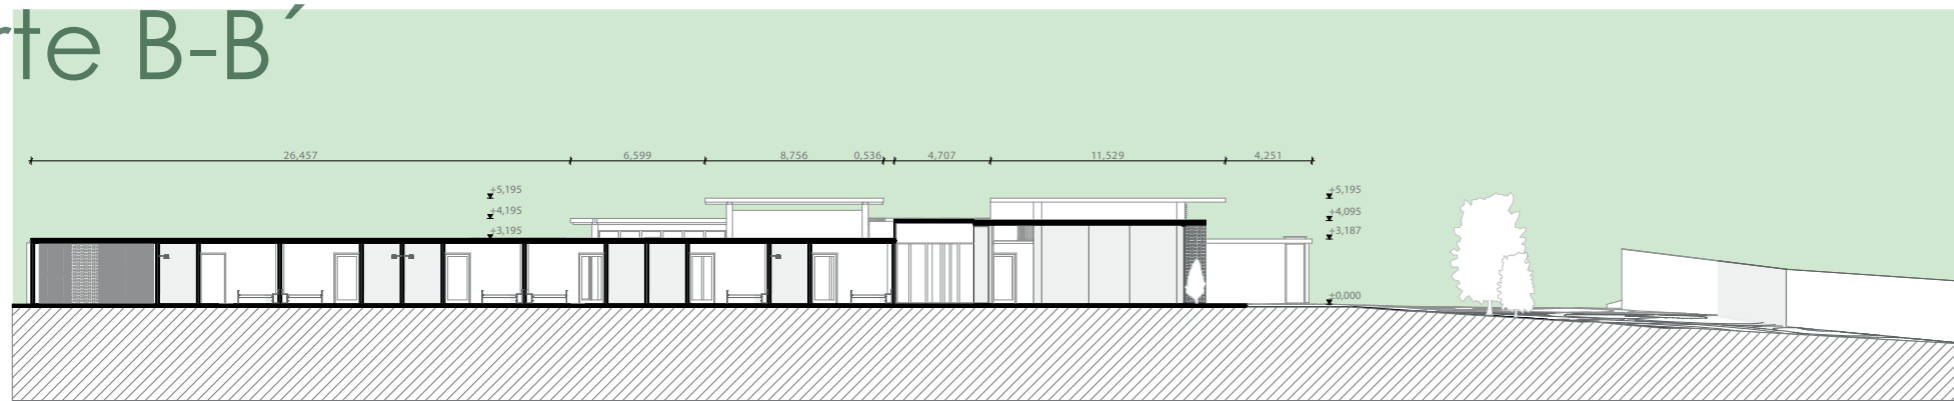 rte B-B´
26,457 6,599 8,756 0,536 4,707 11,529 4,251
+5,195 +5,195
+4,195 +4,095
+3,195 +3,187
+0,000